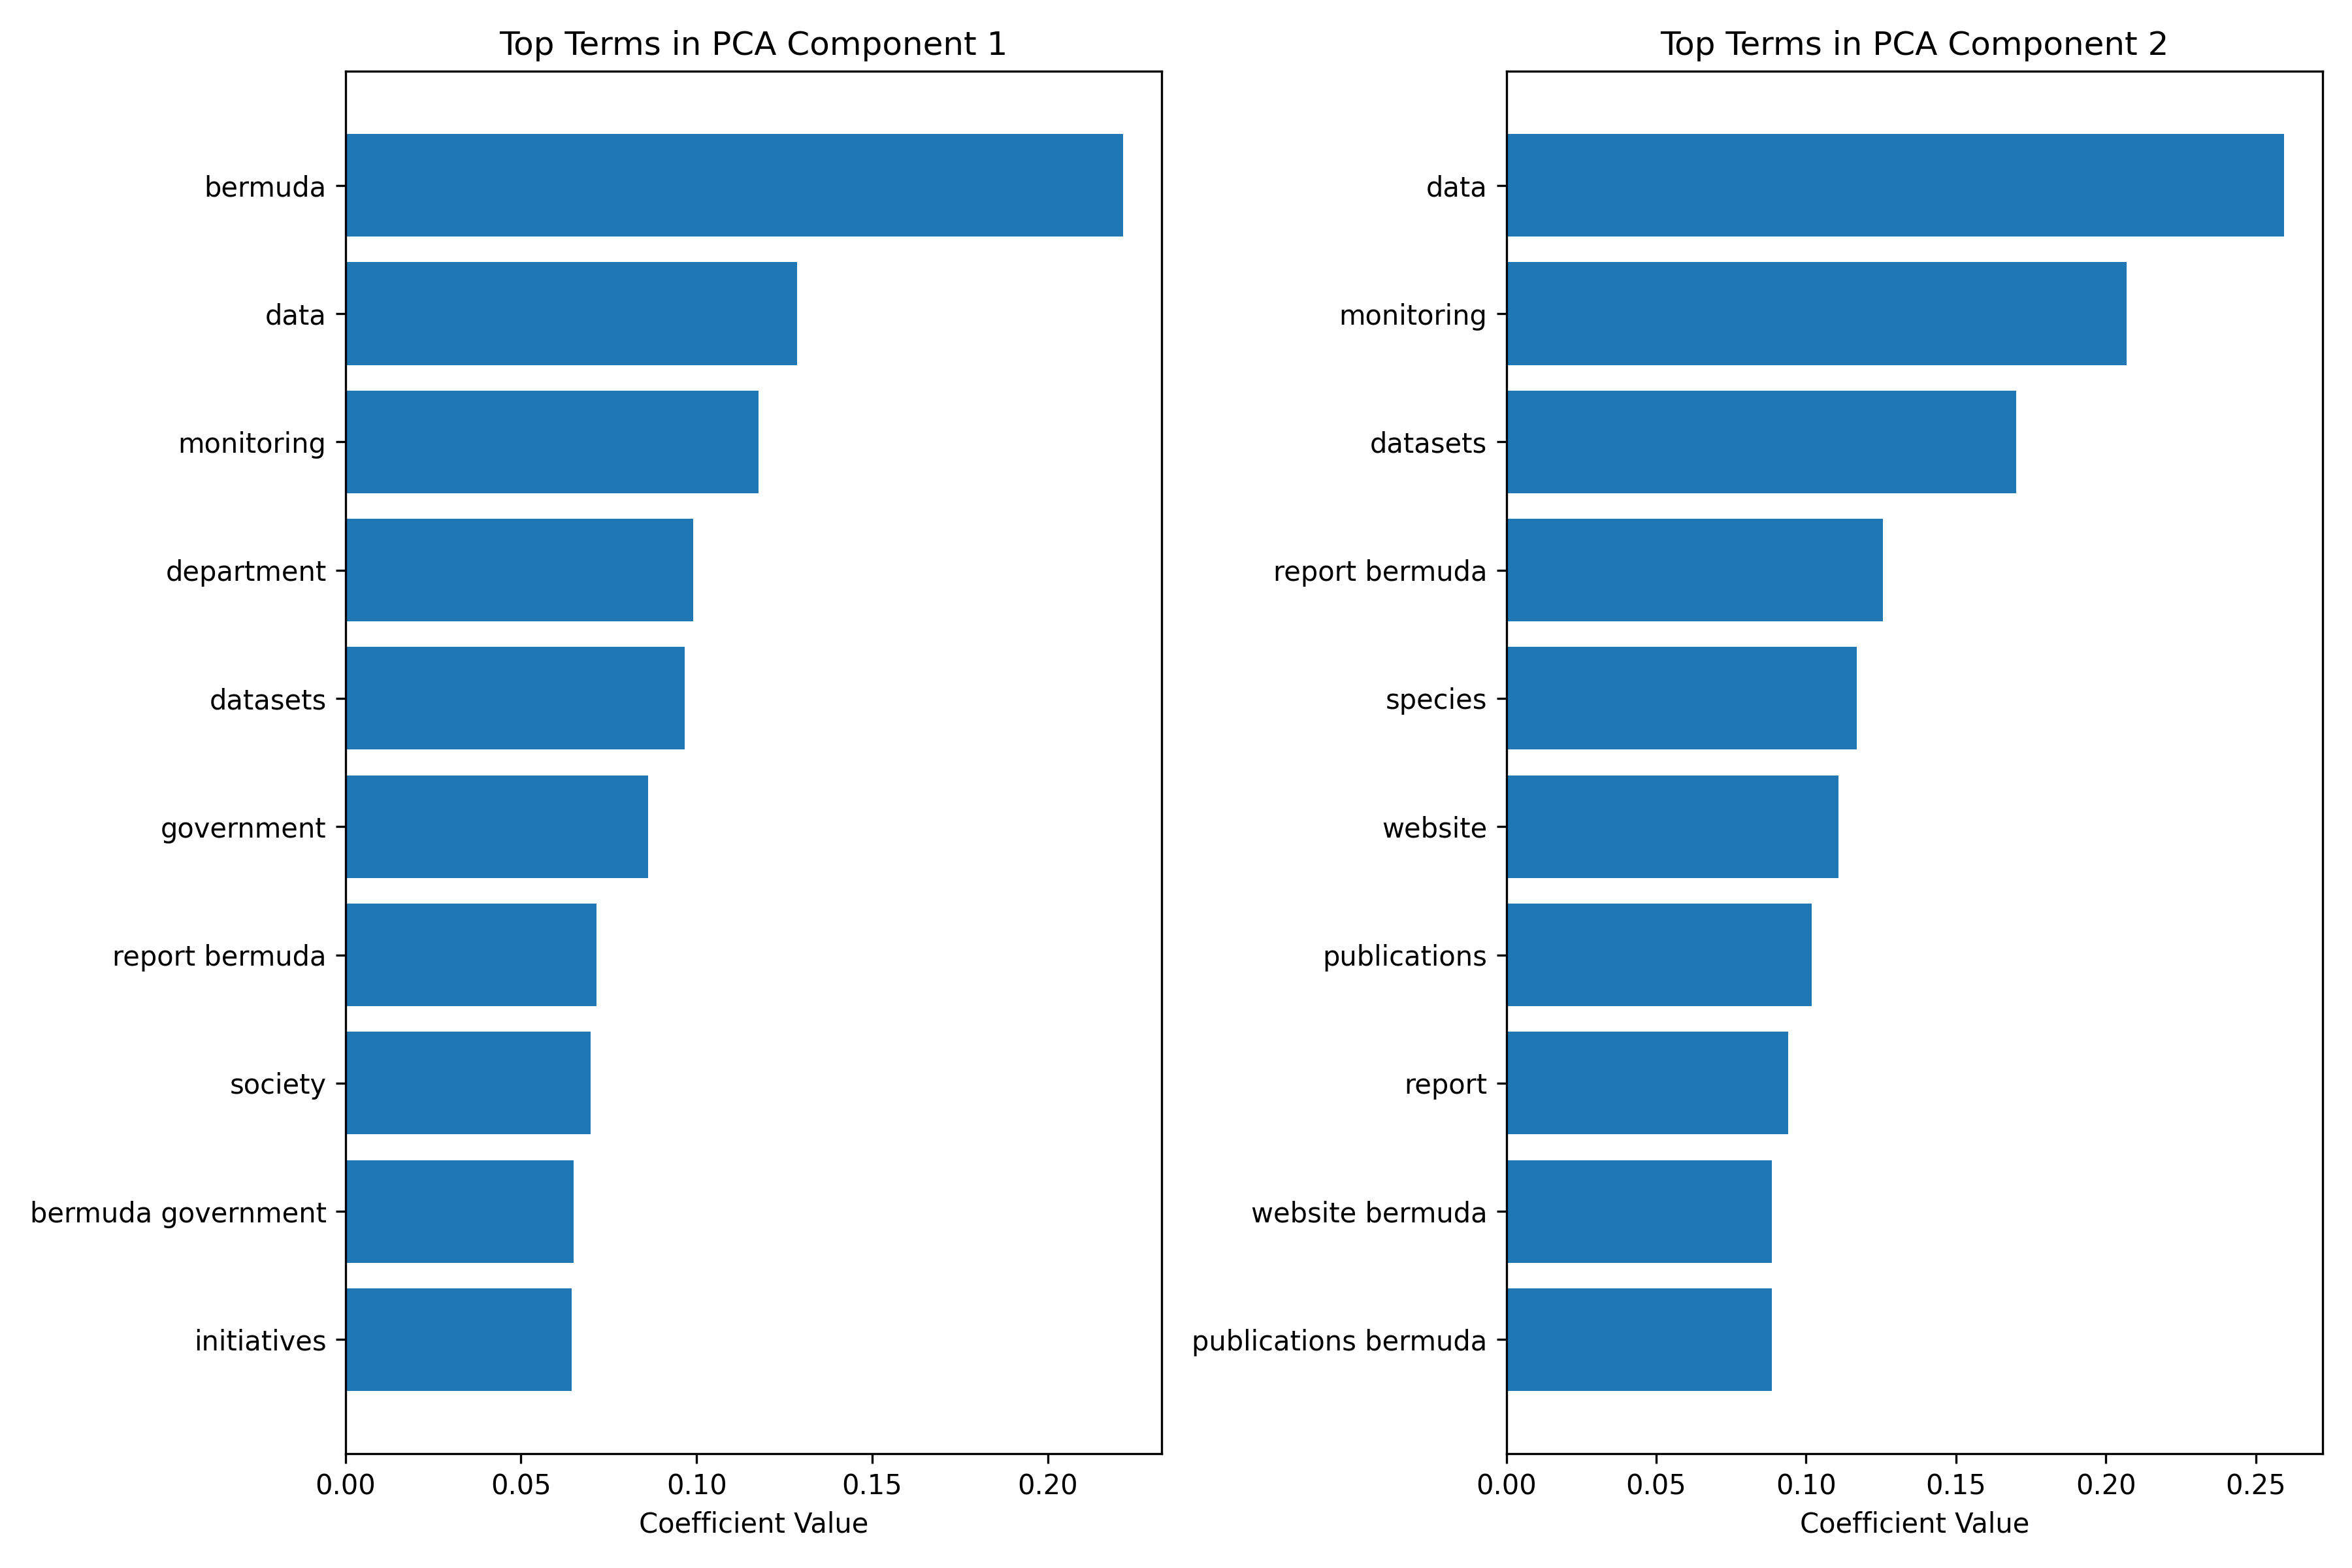 Top Terms in PCA Component 1
bermuda
data
monitoring
department
datasets
government
report bermuda
society
bermuda government
initiatives
0.00 0.05 0.10 0.15 0.20
Coefficient Value
Top Terms in PCA Component 2
data
monitoring
datasets
report bermuda
species
website
publications
report
website bermuda
publications bermuda
0.00 0.05 0.10 0.15 0.20 0.25
Coefficient Value